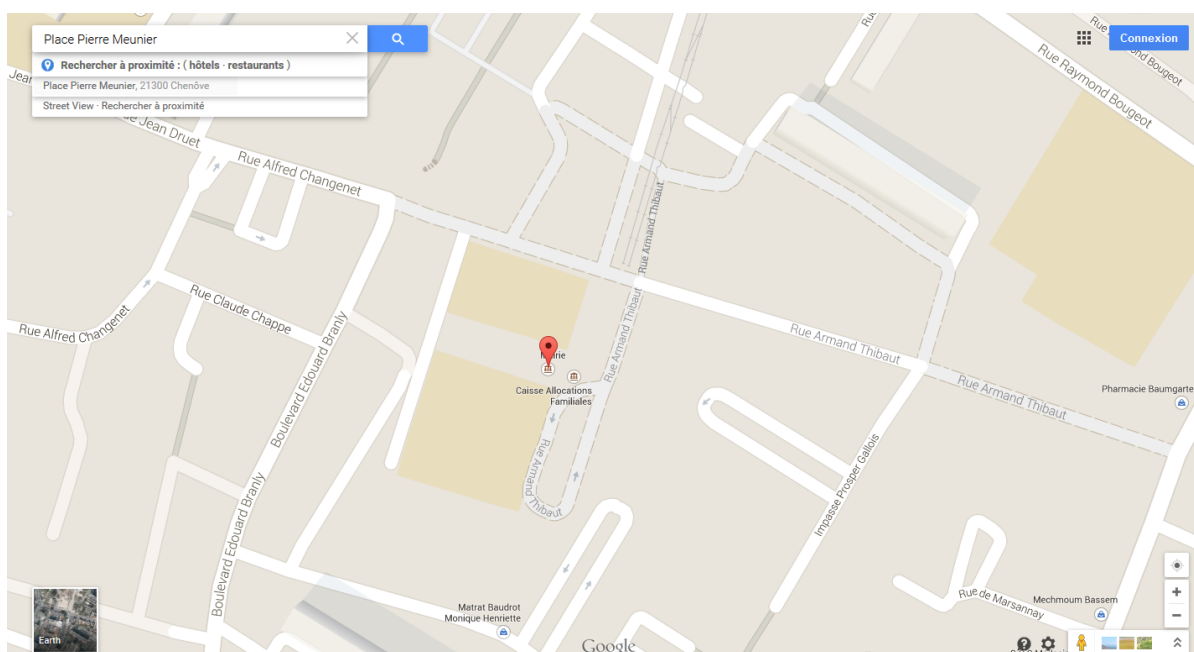 Place Pierre Meunier
Connexion
Rechercher à proximité : ( hôtels · restaurants )
Place Pierre Meunier, 21300 Chenôve
Street View · Rechercher à proximité
Jean Druet
Rue Raymond Bougeot
Bougeot
Rue Alfred Changenet
Rue Armand Thibaut
Rue Claude Chappe
Rue Alfred Changenet
Boulevard Edouard Branly
Rue Armand Thibaut
Rue Armand Thibaut
Caisse Allocations
Familiales
Rue Armand Thibaut
Pharmacie Baumgarte
Rue Armand
Thibaut
Impasse Prosper Gallois
Boulevard Edouard Branly
Rue de Marsannay
Mechmoum Bassem
Matrat Baudrot
Monique Henriette
Earth
Google